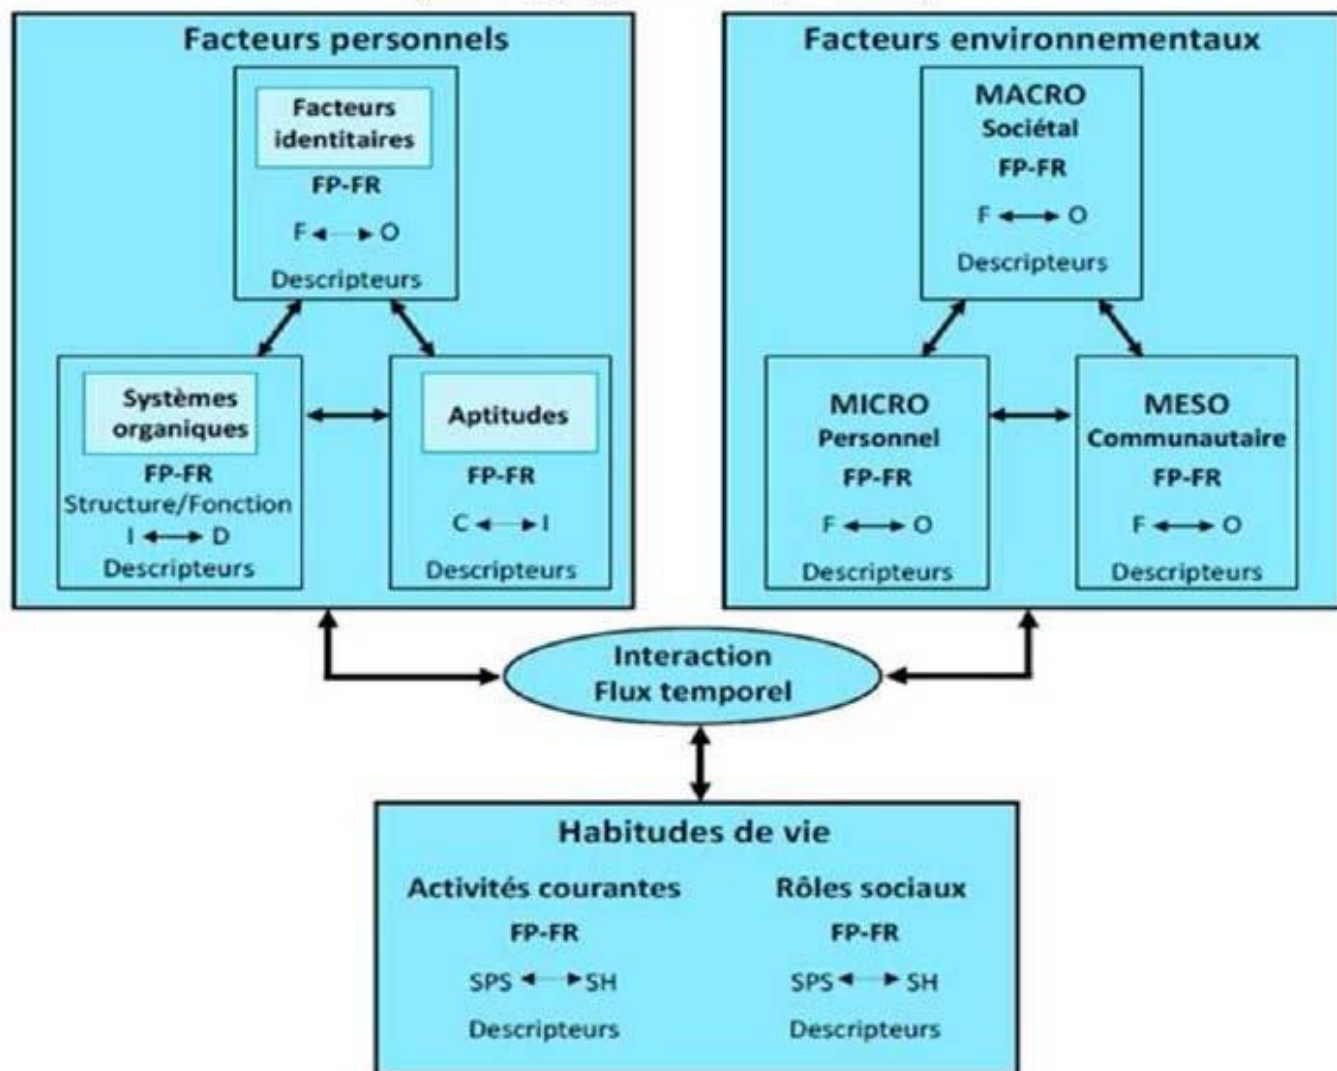 Facteurs personnels
Facteurs
identitaires
FP-FR
F ↔ O
Descripteurs
Systèmes
organiques
FP-FR
Structure/Fonction
I ↔ D
Descripteurs
Aptitudes
FP-FR
C ↔ I
Descripteurs
Facteurs environnementaux
MACRO
Sociétal
FP-FR
F ↔ O
Descripteurs
MICRO
Personnel
FP-FR
F ↔ O
Descripteurs
MESO
Communautaire
FP-FR
F ↔ O
Descripteurs
Interaction
Flux temporel
Habitudes de vie
Activités courantes
FP-FR
SPS ↔ SH
Descripteurs
Rôles sociaux
FP-FR
SPS ↔ SH
Descripteurs